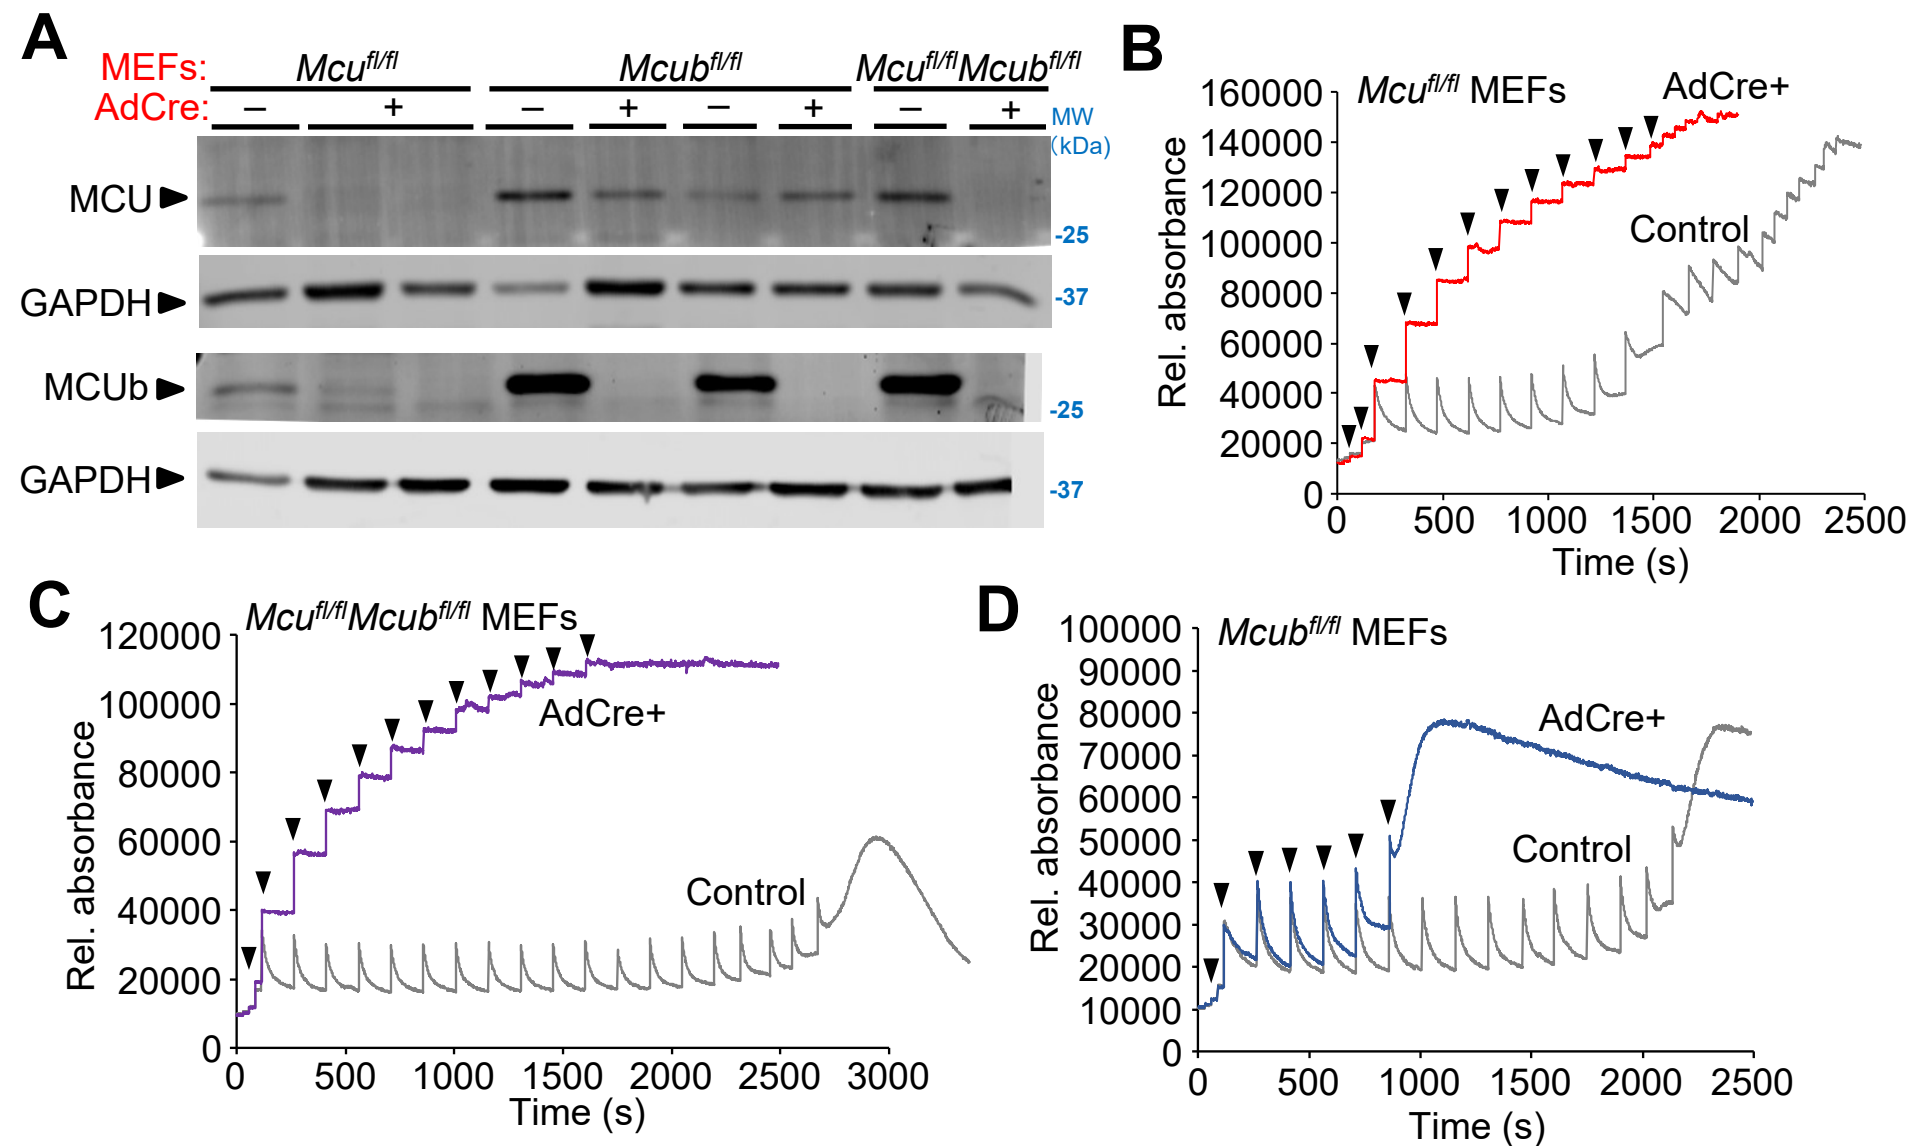 A
MEFs: Mcufl/fl Mcubfl/fl Mcufl/flMcubfl/fl
AdCre: – + – + – + – + MW
(kDa)
MCU
-25
GAPDH
-37
MCUb
-25
GAPDH
-37
B
Mcufl/fl MEFs
AdCre+
Control
Rel. absorbance
160000
140000
120000
100000
80000
60000
40000
20000
0
0 500 1000 1500 2000 2500
Time (s)
C
Mcufl/flMcubfl/fl MEFs
AdCre+
Control
Rel. absorbance
120000
100000
80000
60000
40000
20000
0
0 500 1000 1500 2000 2500 3000
Time (s)
D
Mcubfl/fl MEFs
AdCre+
Control
Rel. absorbance
100000
90000
80000
70000
60000
50000
40000
30000
20000
10000
0
0 500 1000 1500 2000 2500
Time (s)